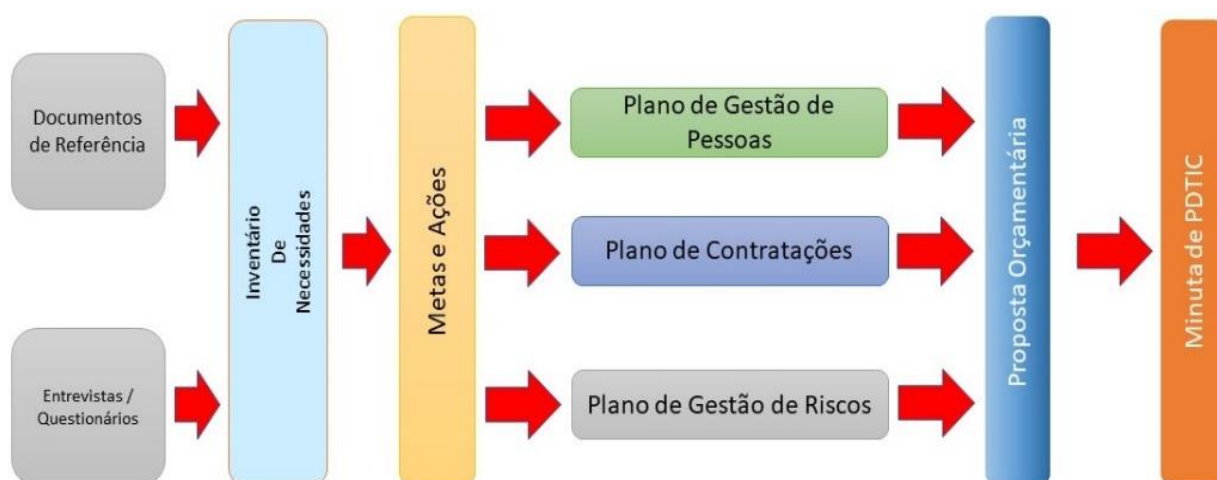 Documentos
de Referência
Entrevistas /
Questionários
Inventário
De
Necessidades
Metas e Ações
Plano de Gestão de
Pessoas
Plano de Contratações
Plano de Gestão de Riscos
Proposta Orçamentária
Minuta de PDTIC